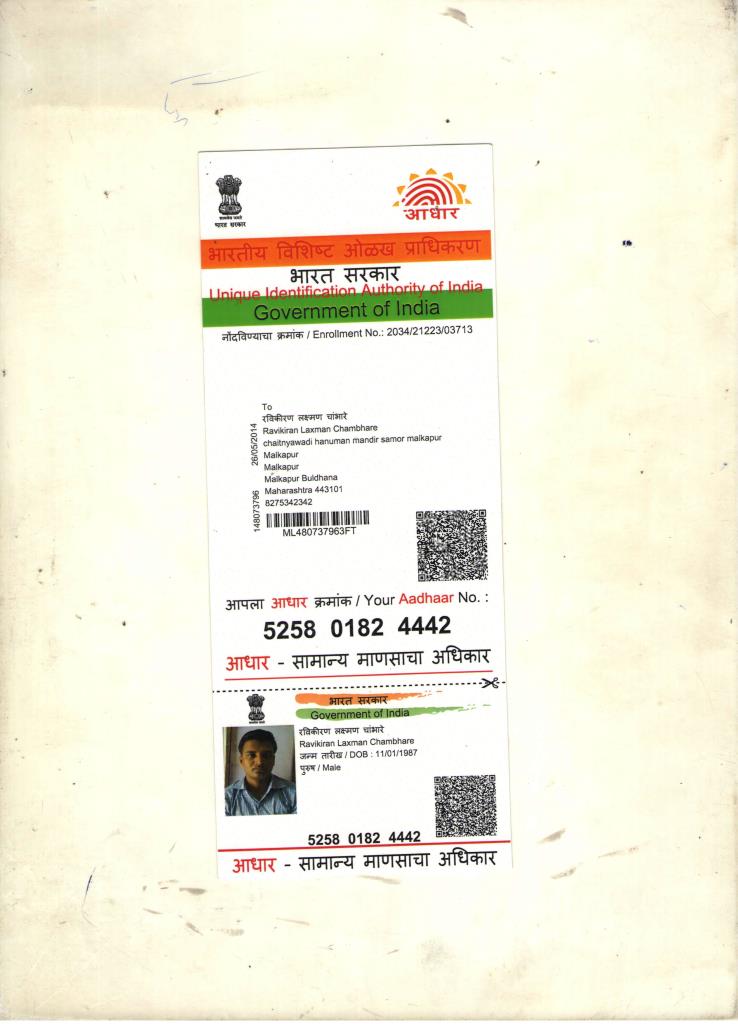 सत्यमेव जयते
भारत सरकार
आधार
भारतीय विशिष्ट ओळख प्राधिकरण
भारत सरकार
Unique Identification Authority of India
Government of India
नोंदविण्याचा क्रमांक / Enrollment No.: 2034/21223/03713
To
रविकीरण लक्ष्मण चांभारे
Ravikiran Laxman Chambhare
chaitnyawadi hanuman mandir samor malkapur
Malkapur
Malkapur
Malkapur Buldhana
Maharashtra 443101
8275342342
26/05/2014
148073796
ML480737963FT
आपला आधार क्रमांक / Your Aadhaar No. :
5258 0182 4442
आधार - सामान्य माणसाचा अधिकार
भारत सरकार
Government of India
रविकीरण लक्ष्मण चांभारे
Ravikiran Laxman Chambhare
जन्म तारीख / DOB : 11/01/1987
पुरुष / Male
5258 0182 4442
आधार - सामान्य माणसाचा अधिकार